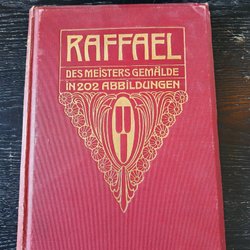 RAFFAEL
DES MEISTERS GEMÄLDE
IN 202 ABBILDUNGEN